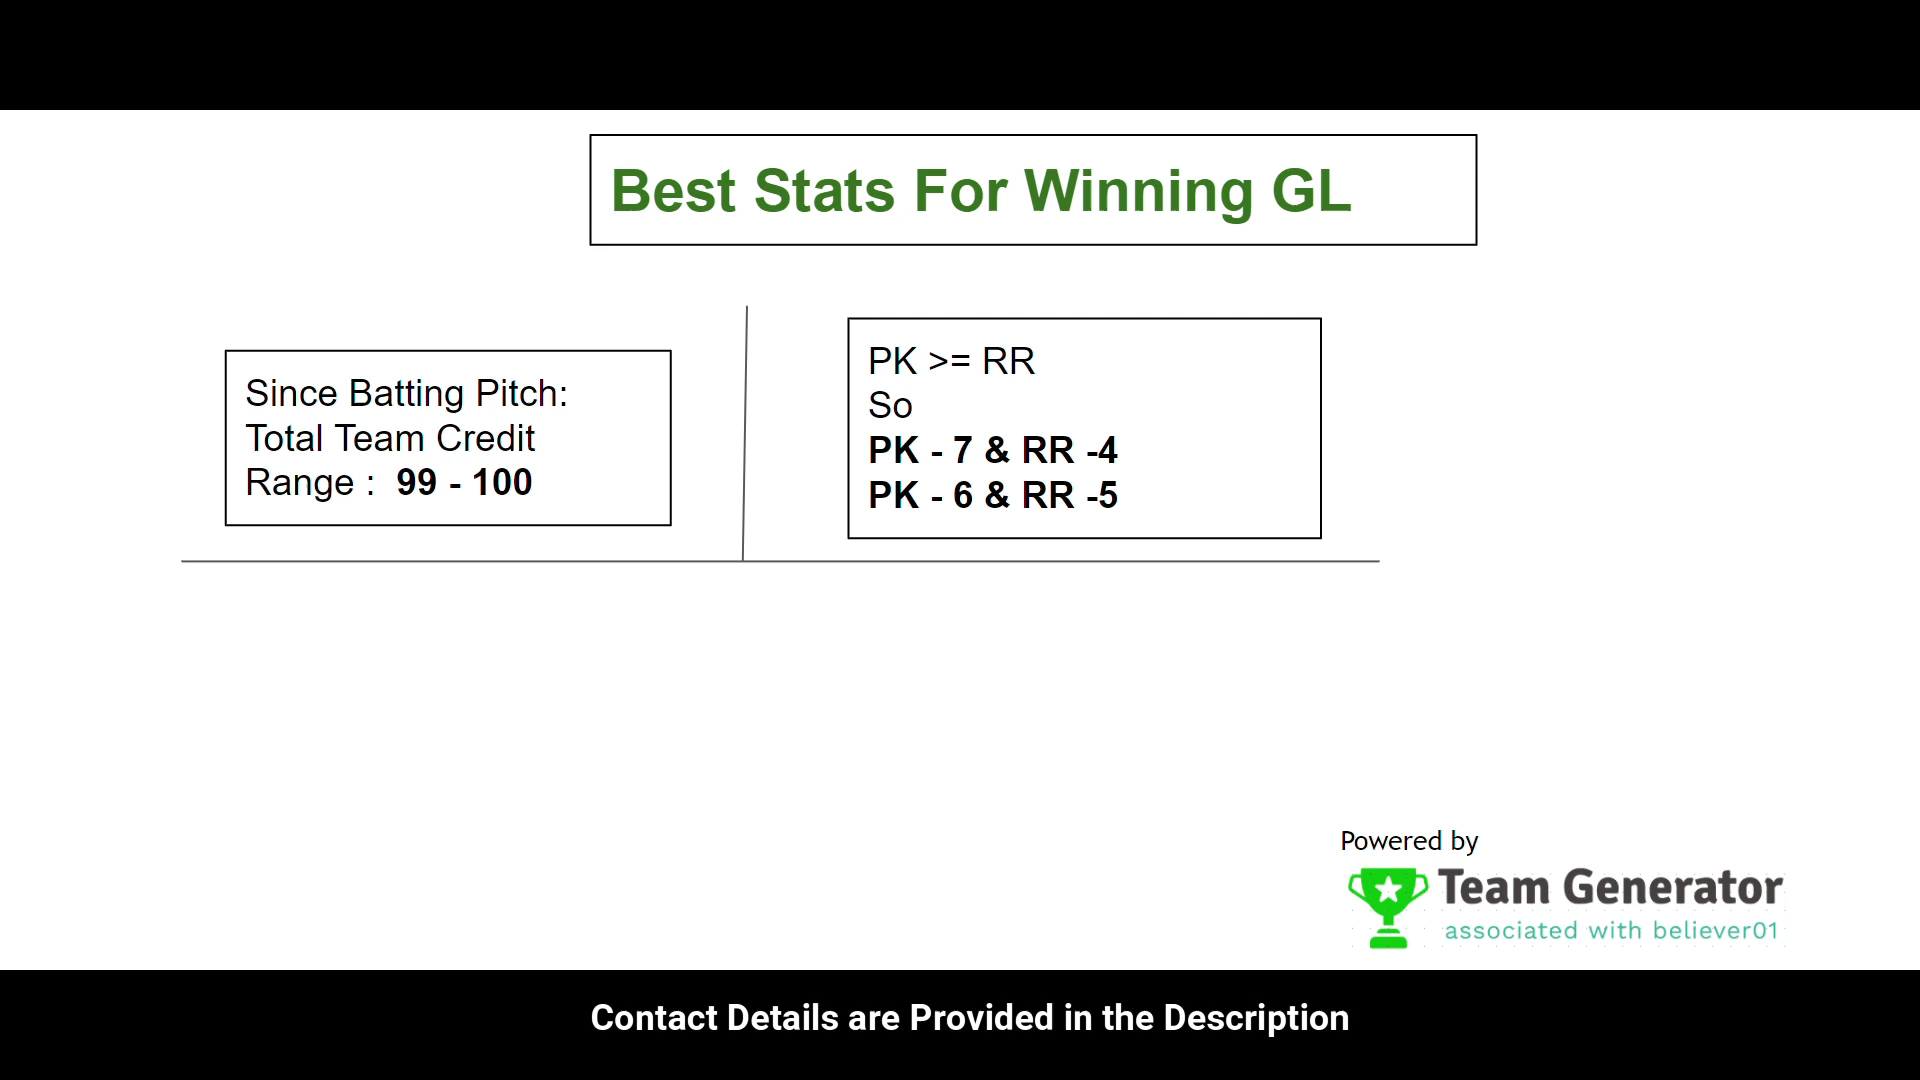 Best Stats For Winning GL
Since Batting Pitch:
Total Team Credit
Range :  99 - 100
PK >= RR
So
PK - 7 & RR -4
PK - 6 & RR -5
Powered by
Team Generator
associated with believer01
Contact Details are Provided in the Description